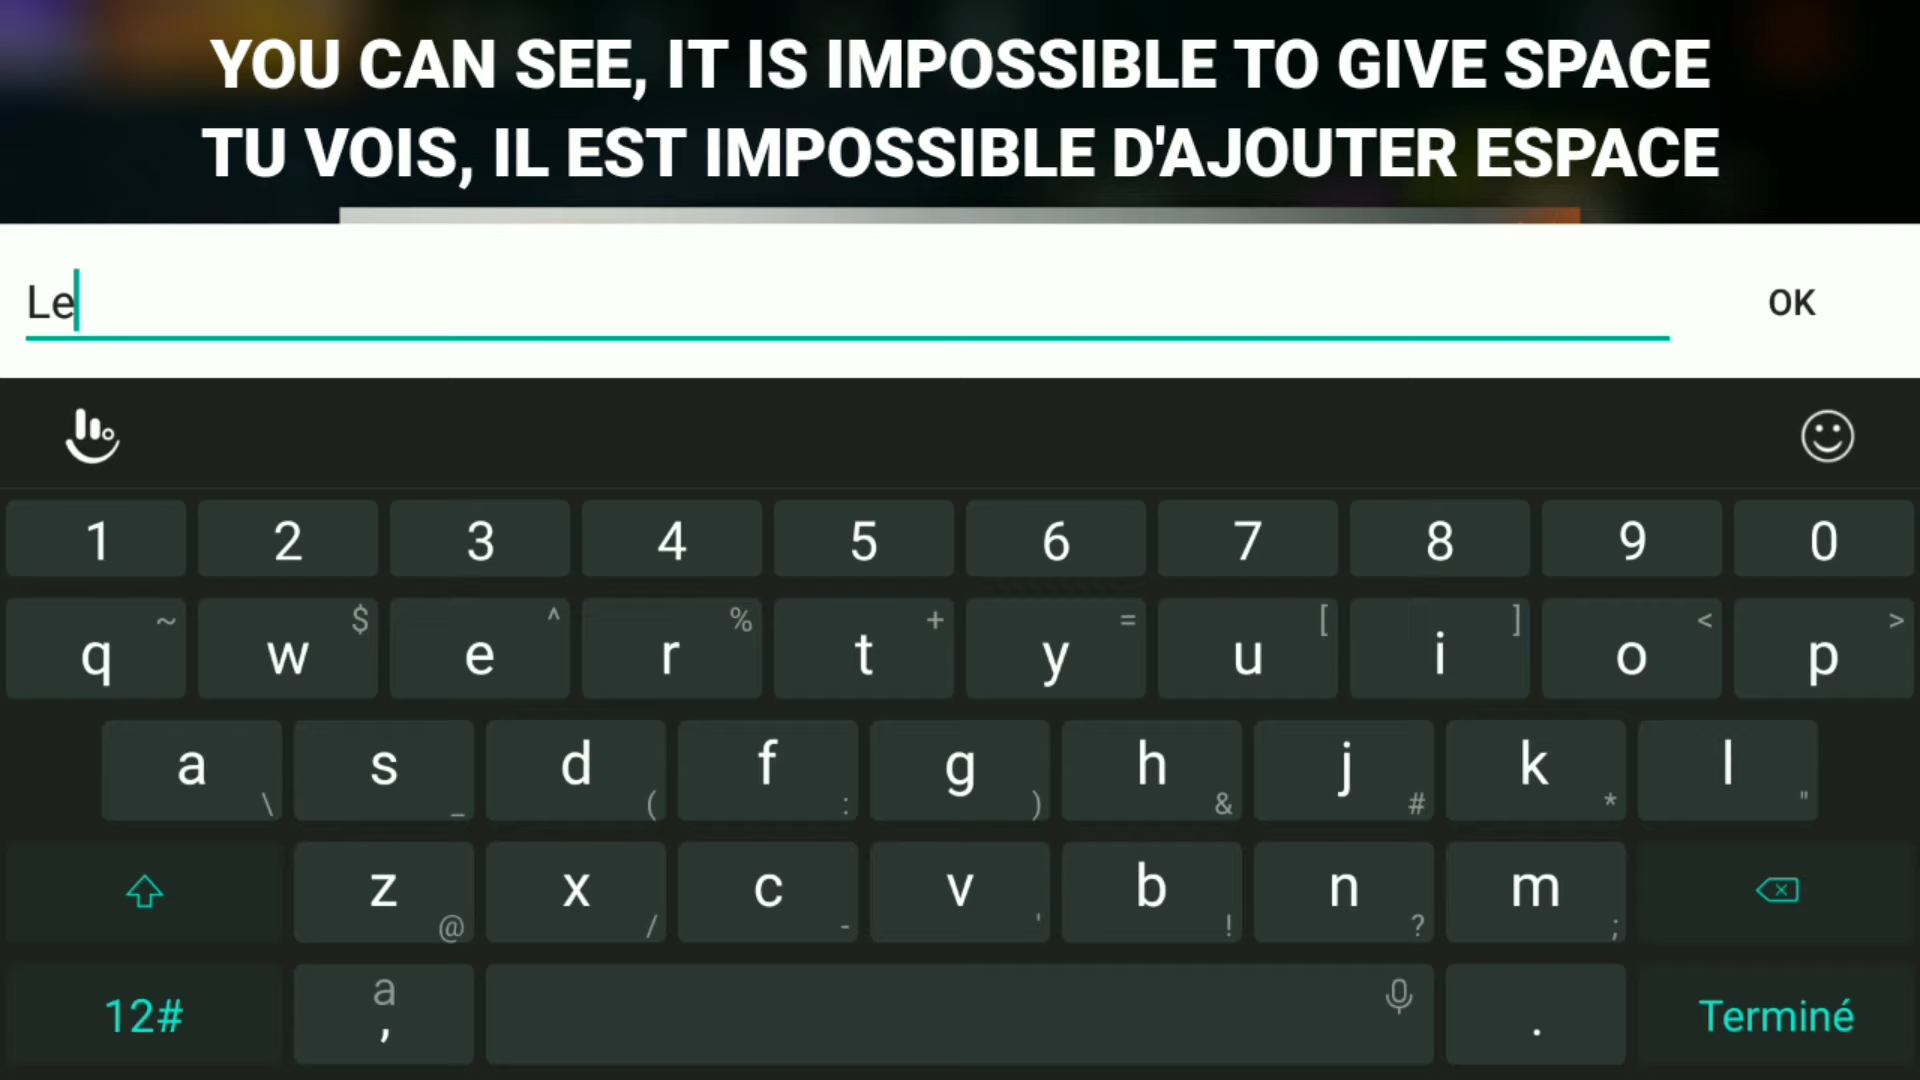 YOU CAN SEE, IT IS IMPOSSIBLE TO GIVE SPACE
TU VOIS, IL EST IMPOSSIBLE D'AJOUTER ESPACE
Le
OK
1 2 3 4 5 6 7 8 9 0
~ $ ^ % + = [ ] < >
q w e r t y u i o p
a s d f g h j k l
\ _ ( : ) & # * "
z x c v b n m
@ / - ' ! ? ;
a
12# , . Terminé